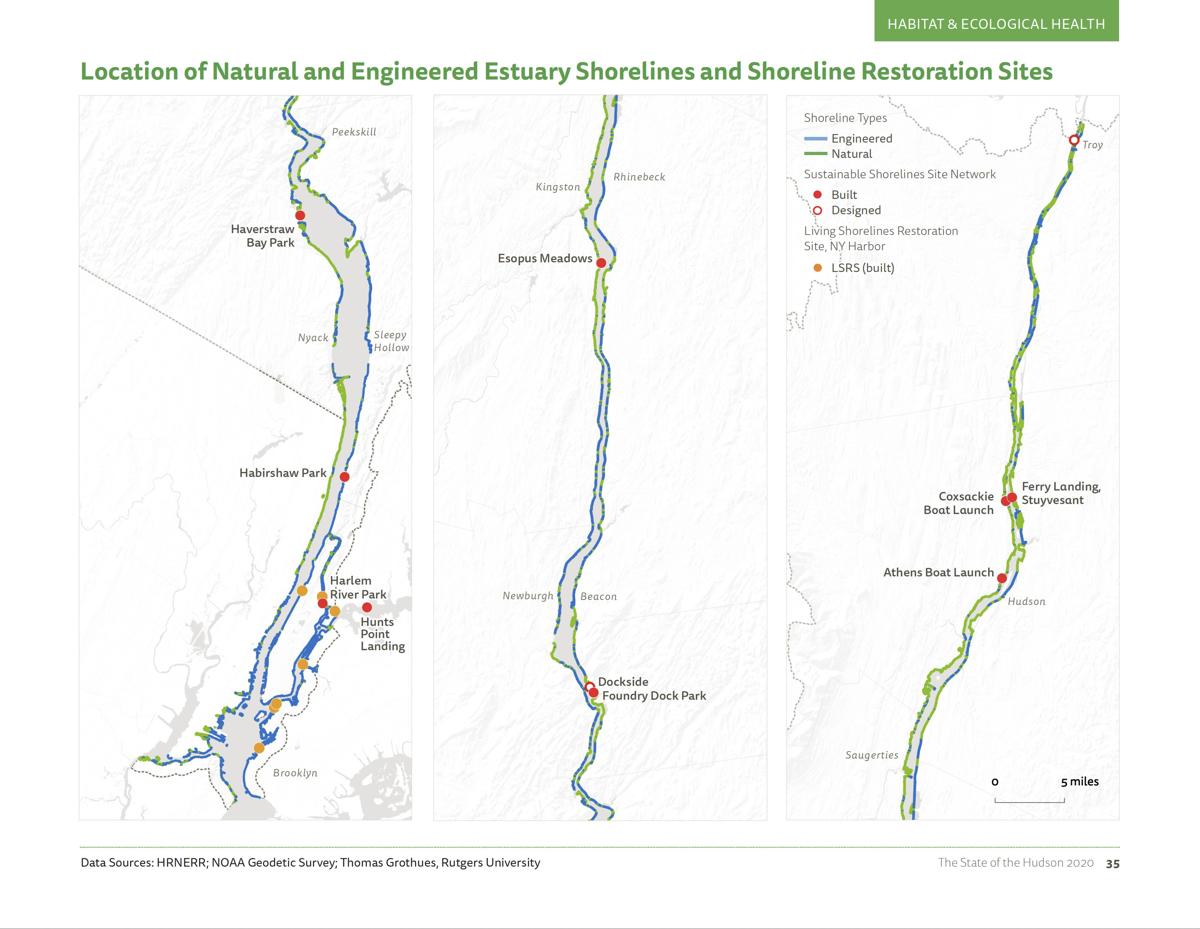 HABITAT & ECOLOGICAL HEALTH
Location of Natural and Engineered Estuary Shorelines and Shoreline Restoration Sites
Peekskill
Haverstraw
Bay Park
Nyack
Sleepy
Hollow
Habirshaw Park
Harlem
River Park
Hunts
Point
Landing
Brooklyn
Kingston
Rhinebeck
Esopus Meadows
Newburgh
Beacon
Dockside
Foundry Dock Park
Shoreline Types
Engineered
Natural
Sustainable Shorelines Site Network
Built
Designed
Living Shorelines Restoration
Site, NY Harbor
LSRS (built)
Troy
Coxsackie
Boat Launch
Ferry Landing,
Stuyvesant
Athens Boat Launch
Hudson
Saugerties
0 5 miles
Data Sources: HRNERR; NOAA Geodetic Survey; Thomas Grothues, Rutgers University
The State of the Hudson 2020 35